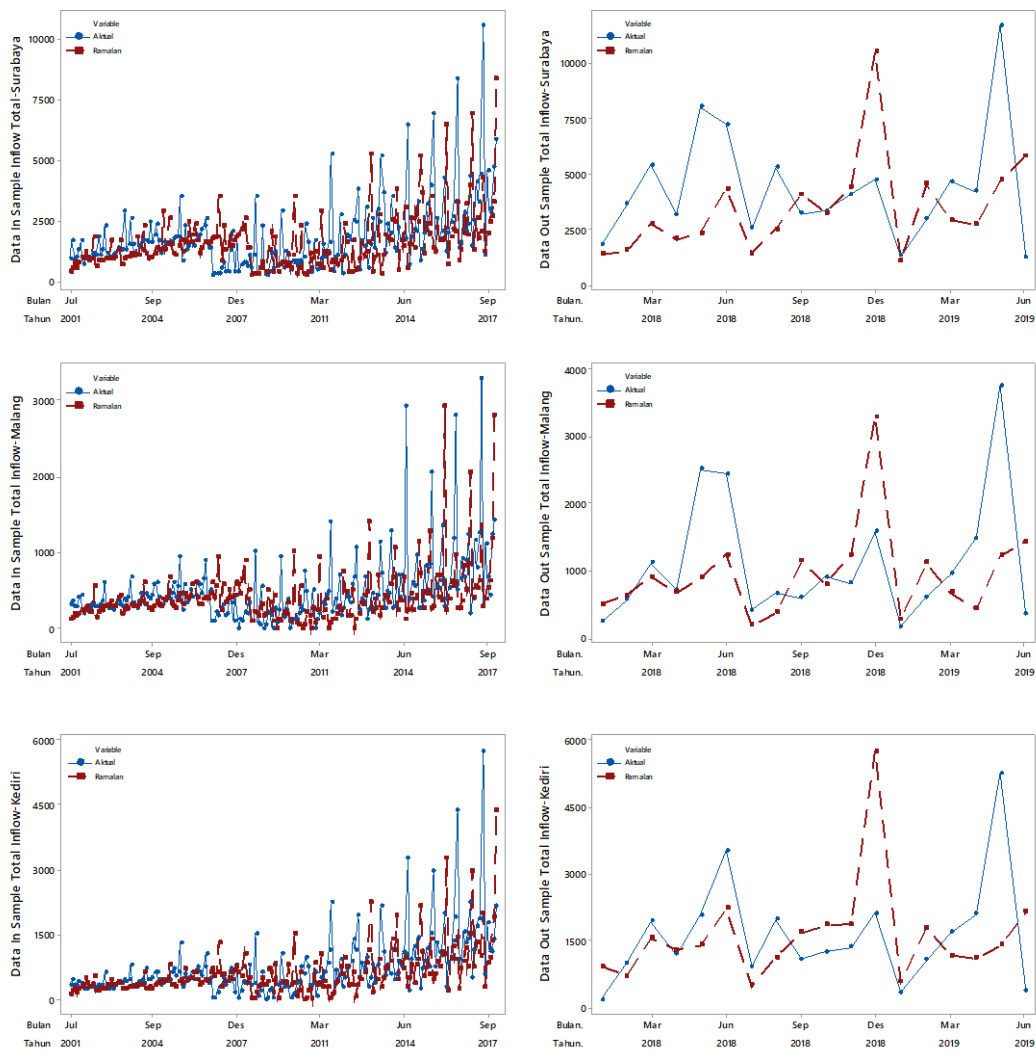 Data In Sample Inflow Total-Surabaya
Variable
Aktual
Ramalan
10000
7500
5000
2500
0
Bulan Jul Sep Des Mar Jun Sep
Tahun 2001 2004 2007 2011 2014 2017
Data Out Sample Total Inflow-Surabaya
Variable
Aktual
Ramalan
10000
7500
5000
2500
0
Bulan. Mar Jun Sep Des Mar Jun
Tahun. 2018 2018 2018 2018 2019 2019
Data In Sample Total Inflow-Malang
Variable
Aktual
Ramalan
3000
2000
1000
0
Bulan Jul Sep Des Mar Jun Sep
Tahun 2001 2004 2007 2011 2014 2017
Data Out Sample Total Inflow-Malang
Variable
Aktual
Ramalan
4000
3000
2000
1000
0
Bulan. Mar Jun Sep Des Mar Jun
Tahun. 2018 2018 2018 2018 2019 2019
Data In Sample Total Inflow-Kediri
Variable
Aktual
Ramalan
6000
4500
3000
1500
0
Bulan Jul Sep Des Mar Jun Sep
Tahun 2001 2004 2007 2011 2014 2017
Data Out Sample Total Inflow-Kediri
Variable
Aktual
Ramalan
6000
4500
3000
1500
0
Bulan. Mar Jun Sep Des Mar Jun
Tahun. 2018 2018 2018 2018 2019 2019